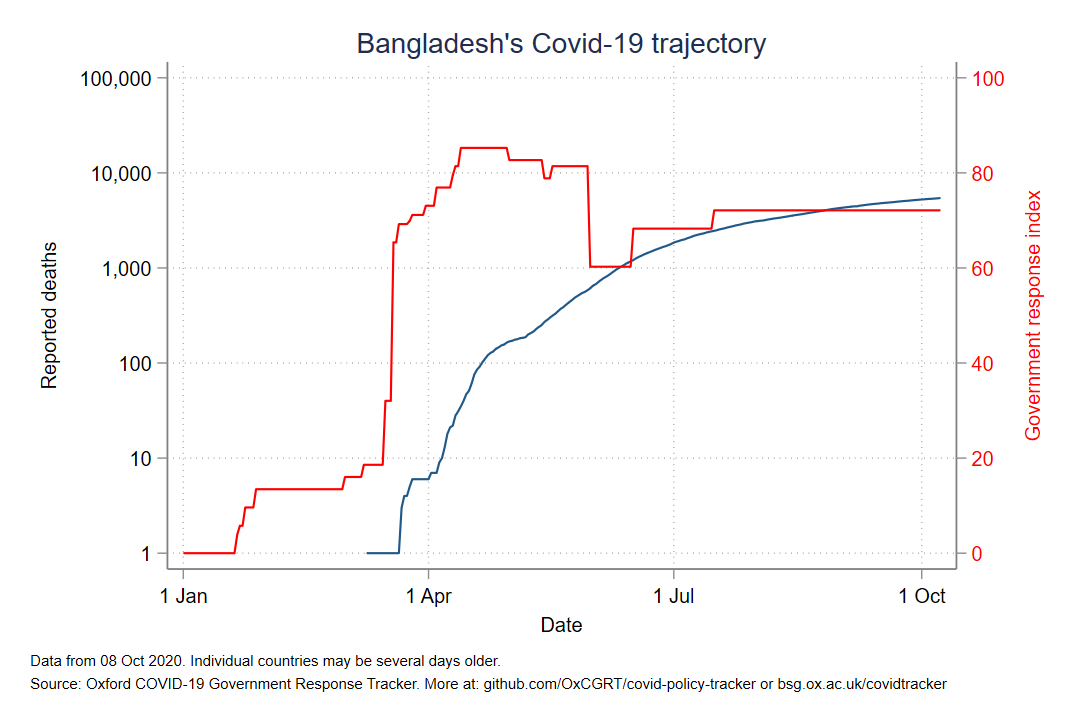 Bangladesh's Covid-19 trajectory
100,000
10,000
1,000
100
10
1
Reported deaths
100
80
60
40
20
0
Government response index
1 Jan
1 Apr
1 Jul
1 Oct
Date
Data from 08 Oct 2020. Individual countries may be several days older.
Source: Oxford COVID-19 Government Response Tracker. More at: github.com/OxCGRT/covid-policy-tracker or bsg.ox.ac.uk/covidtracker